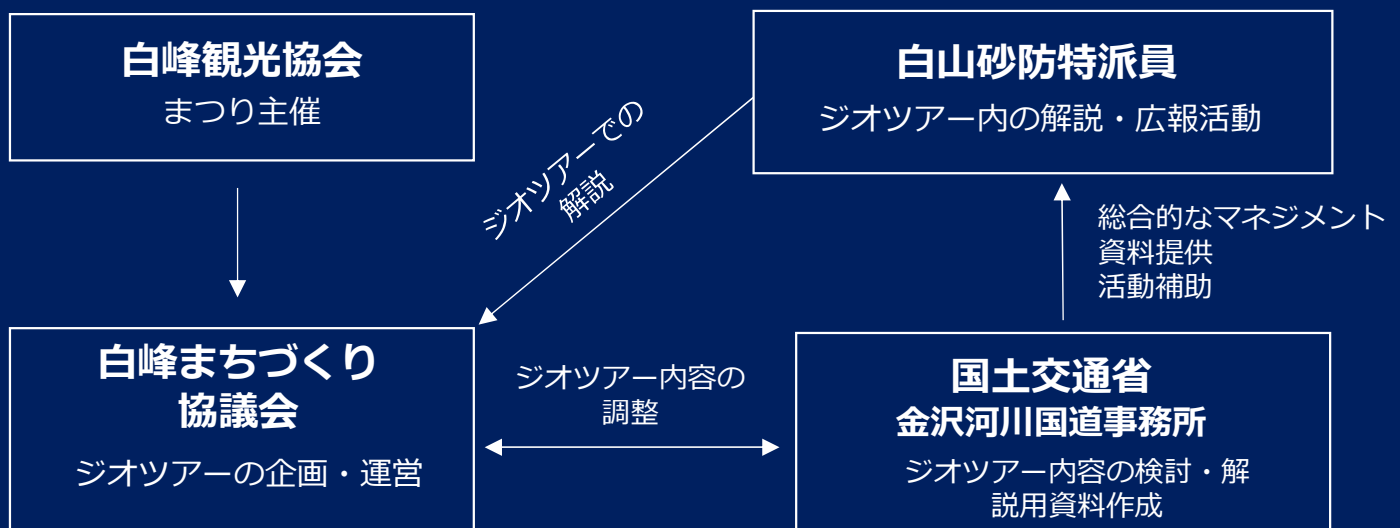 白峰観光協会
まつり主催
白山砂防特派員
ジオツアー内の解説・広報活動
ジオツアーでの
解説
総合的なマネジメント
資料提供
活動補助
白峰まちづくり
協議会
ジオツアーの企画・運営
ジオツアー内容の
調整
国土交通省
金沢河川国道事務所
ジオツアー内容の検討・解
説用資料作成